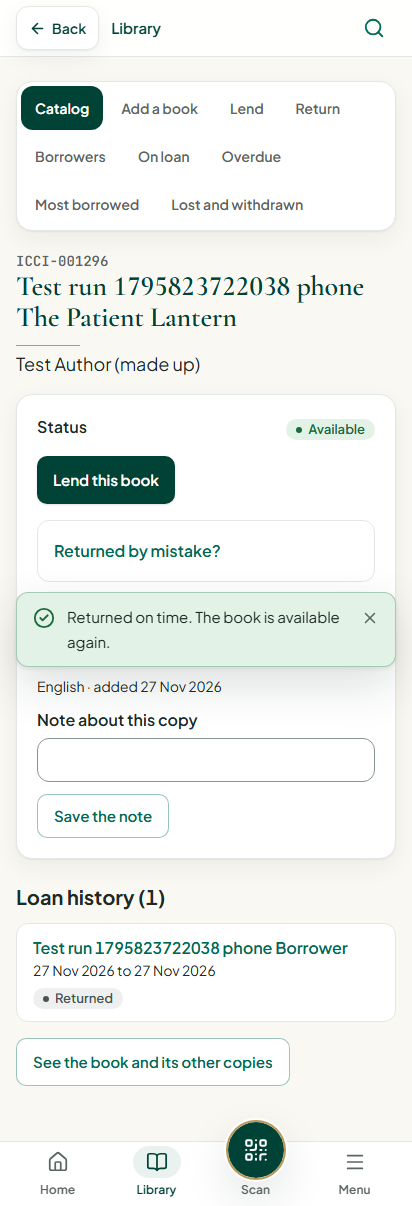 Back
Library
Catalog
Add a book
Lend
Return
Borrowers
On loan
Overdue
Most borrowed
Lost and withdrawn
ICCI-001296
Test run 1795823722038 phone
The Patient Lantern
Test Author (made up)
Status
Available
Lend this book
Returned by mistake?
Returned on time. The book is available
again.
English · added 27 Nov 2026
Note about this copy
Save the note
Loan history (1)
Test run 1795823722038 phone Borrower
27 Nov 2026 to 27 Nov 2026
Returned
See the book and its other copies
Home
Library
Scan
Menu